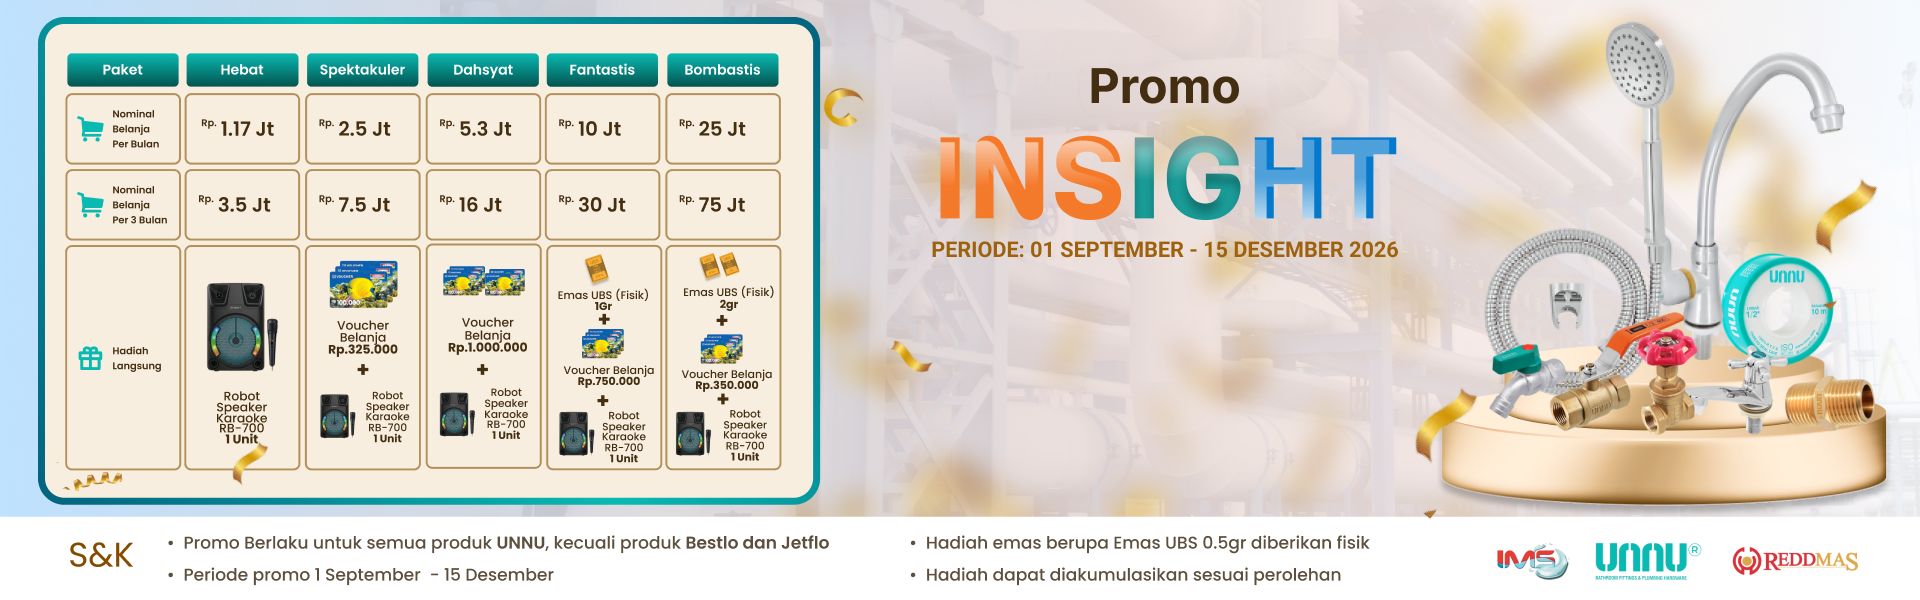 Paket
Hebat
Spektakuler
Dahsyat
Fantastis
Bombastis
Nominal
Belanja
Per Bulan
Rp. 1.17 Jt
Rp. 2.5 Jt
Rp. 5.3 Jt
Rp. 10 Jt
Rp. 25 Jt
Nominal
Belanja
Per 3 Bulan
Rp. 3.5 Jt
Rp. 7.5 Jt
Rp. 16 Jt
Rp. 30 Jt
Rp. 75 Jt
Hadiah
Langsung
Robot
Speaker
Karaoke
RB-700
1 Unit
Voucher
Belanja
Rp.325.000
+
Robot
Speaker
Karaoke
RB-700
1 Unit
Voucher
Belanja
Rp.1.000.000
+
Robot
Speaker
Karaoke
RB-700
1 Unit
Emas UBS (Fisik)
1Gr
+
Voucher Belanja
Rp.750.000
+
Robot
Speaker
Karaoke
RB-700
1 Unit
Emas UBS (Fisik)
2gr
+
Voucher Belanja
Rp.350.000
+
Robot
Speaker
Karaoke
RB-700
1 Unit
Promo
INSIGHT
PERIODE: 01 SEPTEMBER - 15 DESEMBER 2026
UNNU
1/2"
10 m
S&K
• Promo Berlaku untuk semua produk UNNU, kecuali produk Bestlo dan Jetflo
• Periode promo 1 September - 15 Desember
• Hadiah emas berupa Emas UBS 0.5gr diberikan fisik
• Hadiah dapat diakumulasikan sesuai perolehan
IMS
UNNU®
BATHROOM FITTINGS & PLUMBING HARDWARE
REDDMAS